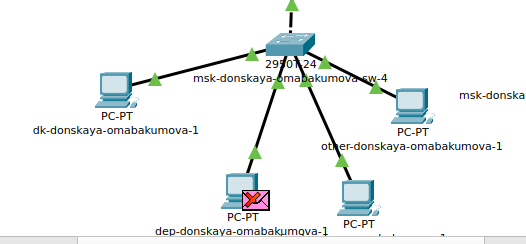 2950T-24
msk-donskaya-omabakumova-sw-4
msk-donska
PC-PT
dk-donskaya-omabakumova-1
PC-PT
other-donskaya-omabakumova-1
PC-PT
dep-donskaya-omabakumova-1
PC-PT